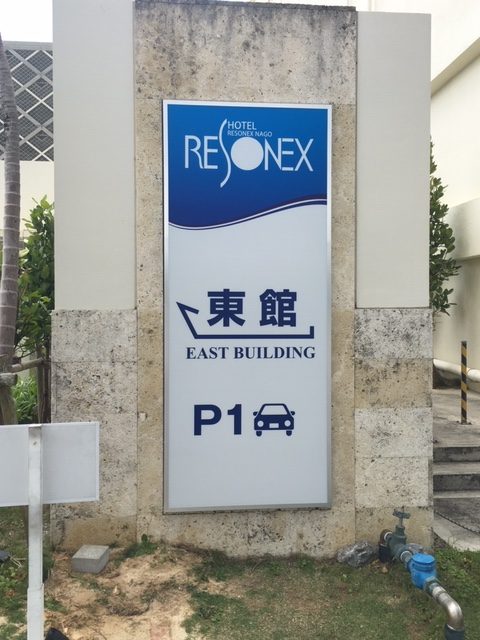 HOTEL
RESONEX NAGO
RESONEX
東館
EAST BUILDING
P1